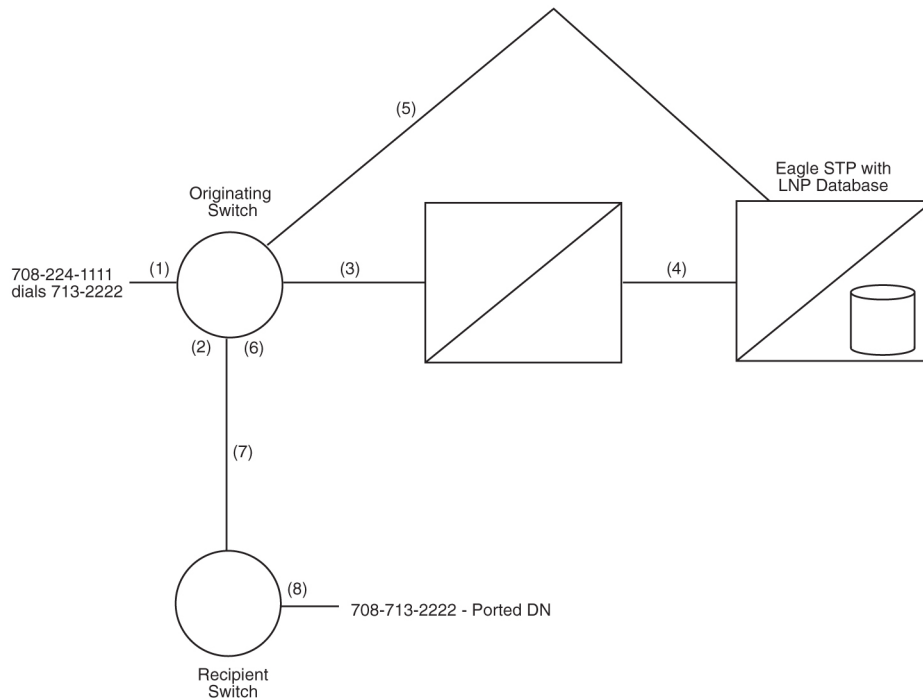 (5)
Eagle STP with
LNP Database
Originating
Switch
708-224-1111
dials 713-2222
(1)
(3)
(4)
(2)
(6)
(7)
(8)
708-713-2222 - Ported DN
Recipient
Switch